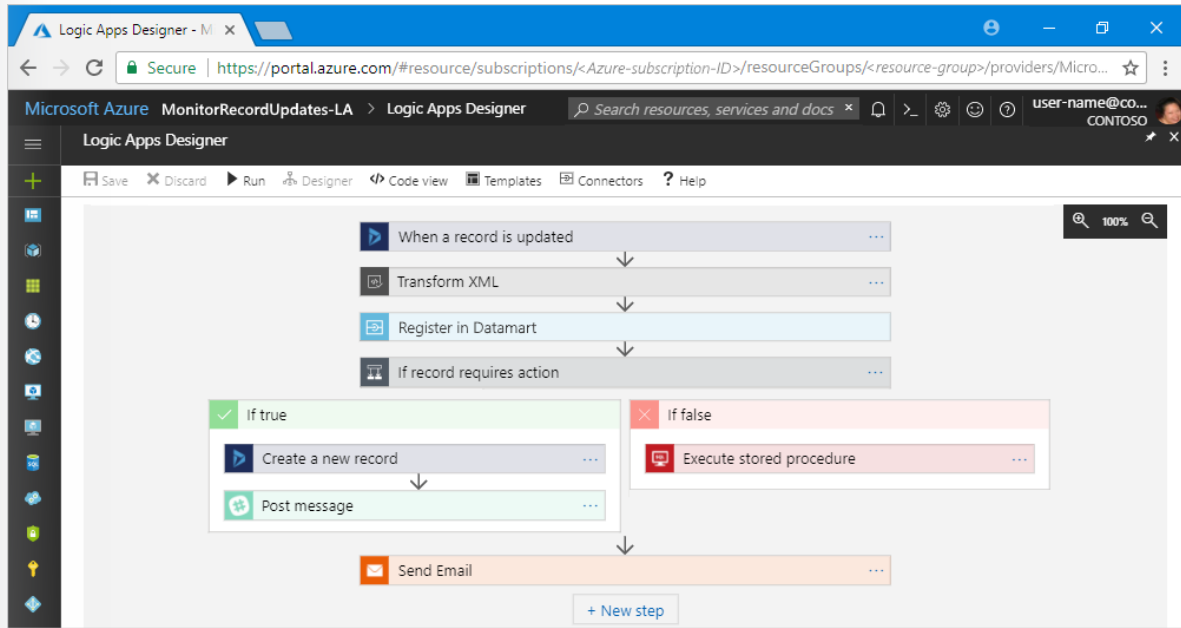 Logic Apps Designer - M
Secure | https://portal.azure.com/#resource/subscriptions/<Azure-subscription-ID>/resourceGroups/<resource-group>/providers/Micro...
Microsoft Azure MonitorRecordUpdates-LA > Logic Apps Designer
Search resources, services and docs
user-name@co...
CONTOSO
Logic Apps Designer
Save Discard Run Designer Code view Templates Connectors ? Help
100%
When a record is updated ...
Transform XML ...
Register in Datamart
If record requires action ...
If true
If false
Create a new record ...
Execute stored procedure ...
Post message ...
Send Email ...
+ New step
SQL